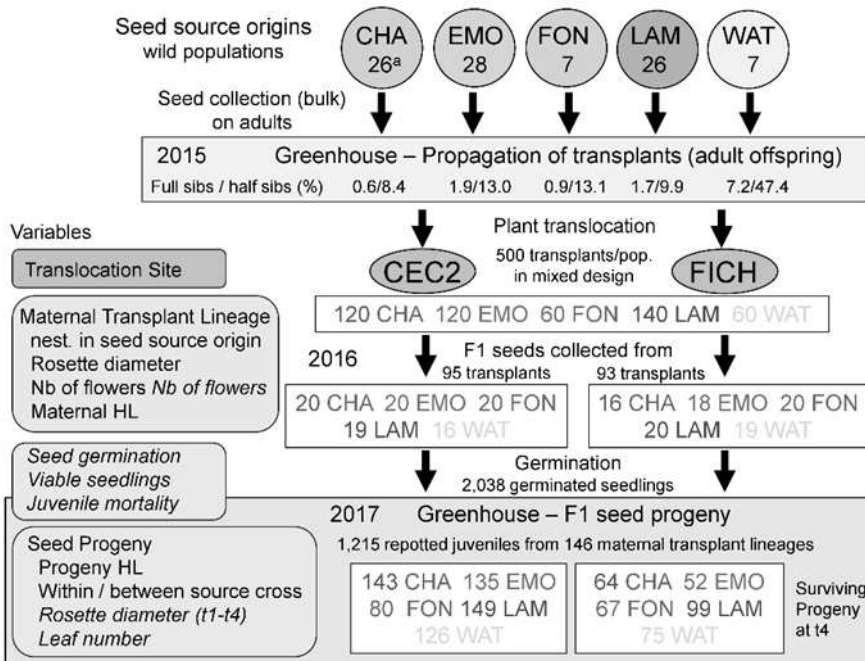 Seed source origins
wild populations
CHA EMO FON LAM WAT
26ᵃ 28 7 26 7
Seed collection (bulk)
on adults
2015 Greenhouse – Propagation of transplants (adult offspring)
Full sibs / half sibs (%) 0.6/8.4 1.9/13.0 0.9/13.1 1.7/9.9 7.2/47.4
Variables
Translocation Site
Plant translocation
500 transplants/pop.
in mixed design
CEC2 FICH
120 CHA 120 EMO 60 FON 140 LAM 60 WAT
Maternal Transplant Lineage
nest. in seed source origin
Rosette diameter
Nb of flowers Nb of flowers
Maternal HL
2016 F1 seeds collected from
95 transplants 93 transplants
20 CHA 20 EMO 20 FON
19 LAM 16 WAT
16 CHA 18 EMO 20 FON
20 LAM 19 WAT
Seed germination
Viable seedlings
Juvenile mortality
Germination
2,038 germinated seedlings
2017 Greenhouse – F1 seed progeny
1,215 repotted juveniles from 146 maternal transplant lineages
Seed Progeny
Progeny HL
Within / between source cross
Rosette diameter (t1-t4)
Leaf number
143 CHA 135 EMO
80 FON 149 LAM
126 WAT
64 CHA 52 EMO
67 FON 99 LAM
75 WAT
Surviving
Progeny
at t4